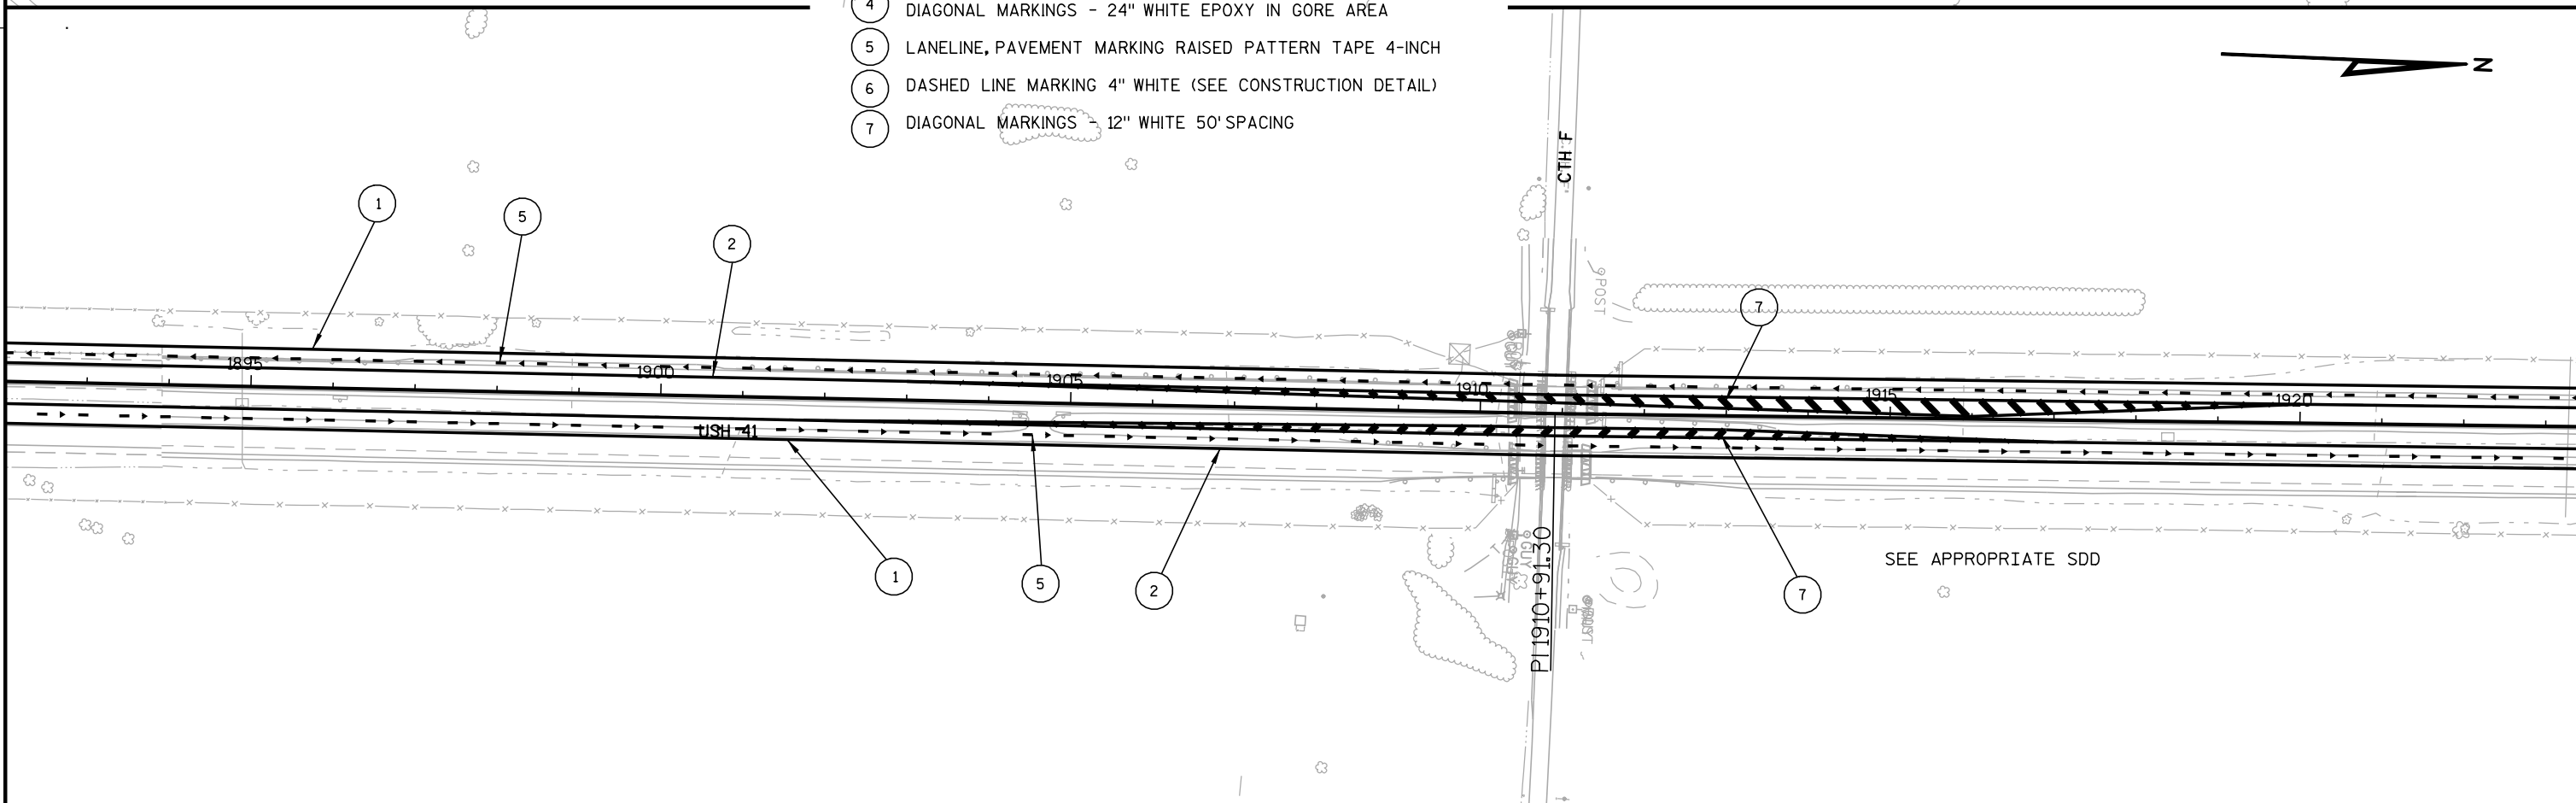 4 DIAGONAL MARKINGS - 24" WHITE EPOXY IN GORE AREA
5 LANELINE, PAVEMENT MARKING RAISED PATTERN TAPE 4-INCH
6 DASHED LINE MARKING 4" WHITE (SEE CONSTRUCTION DETAIL)
7 DIAGONAL MARKINGS - 12" WHITE 50' SPACING
N
CTH F
1
5
2
POST
7
1895
1900
1905
1910
1915
1920
USH 41
GUY
PI 1910+91.30
SEE APPROPRIATE SDD
1
5
2
7